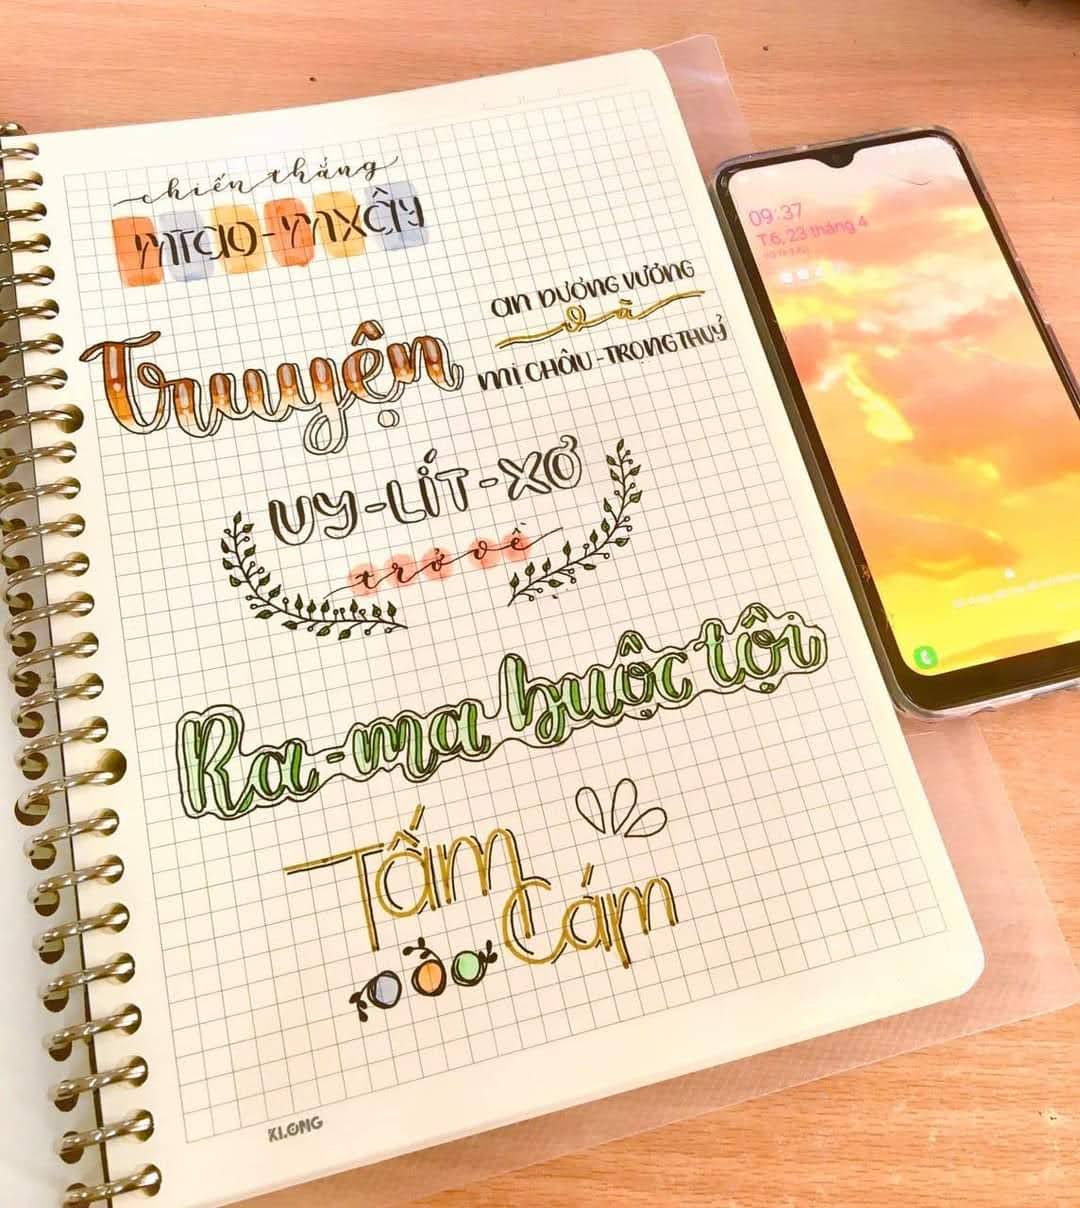 chiến thắng
MTAO-MXÂY
Truyện
AN DƯƠNG VƯƠNG
và
MỊ CHÂU - TRỌNG THUỶ
UY-LÍT-XƠ
trở về
Ra-ma buộc tội
Tấm
Cám
KLONG
09:37
T.6, 23 tháng 4